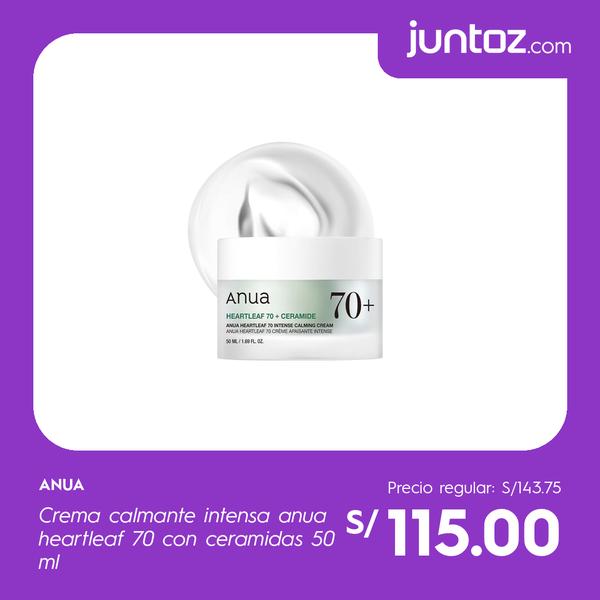 juntoz.com
Anua
70+
HEARTLEAF 70 + CERAMIDE
ANUA HEARTLEAF 70 INTENSE CALMING CREAM
ANUA HEARTLEAF 70 CRÈME APAISANTE INTENSE
50 ML / 1.69 FL. OZ.
ANUA
Crema calmante intensa anua
heartleaf 70 con ceramidas 50
ml
Precio regular: S/143.75
S/ 115.00